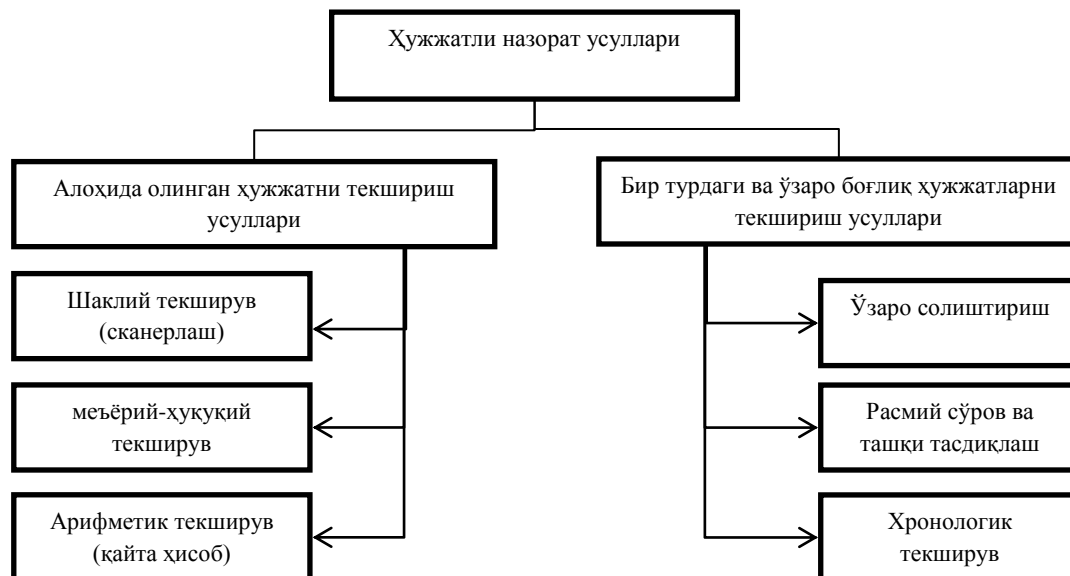 Ҳужжатли назорат усуллари
Алоҳида олинган ҳужжатни текшириш
усуллари
Бир турдаги ва ўзаро боғлиқ ҳужжатларни
текшириш усуллари
Шаклий текширув
(сканерлаш)
меъёрий-ҳуқуқий
текширув
Арифметик текширув
(қайта ҳисоб)
Ўзаро солиштириш
Расмий сўров ва
ташқи тасдиқлаш
Хронологик
текширув